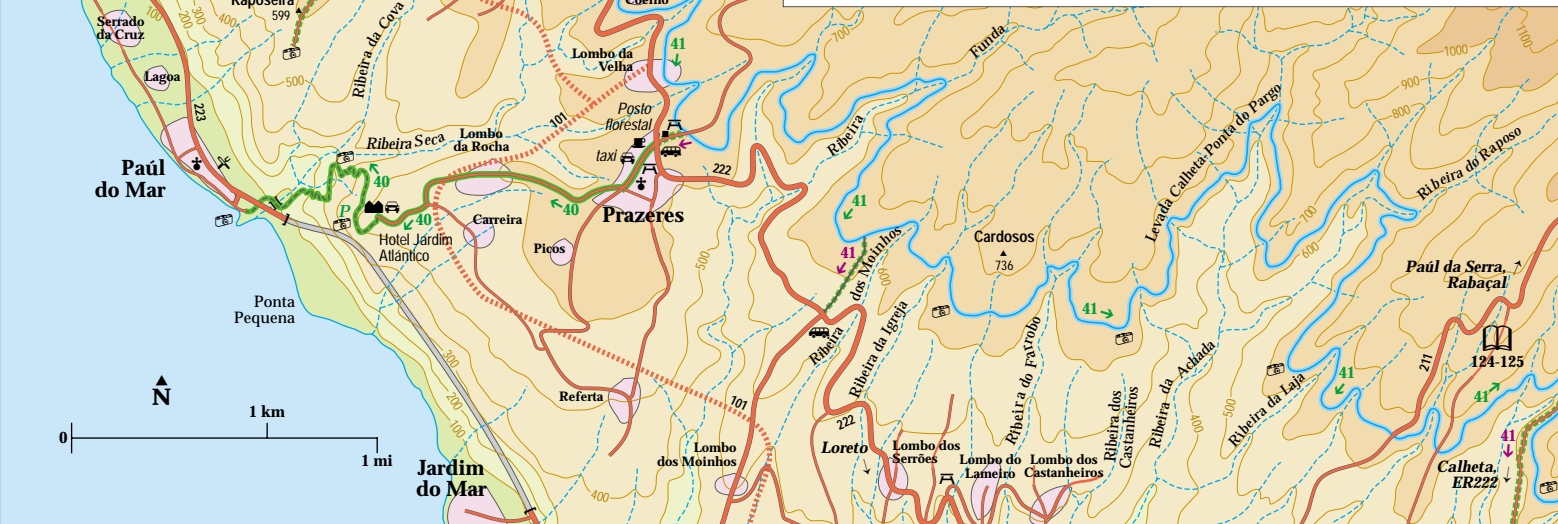 Raposeira
599
Serrado
da Cruz
Lagoa
100
200
300
400
500
Ribeira da Cova
223
Coelho
Lombo da
Velha
41
Posto
florestal
taxi
101
Ribeira Seca
Lombo
da Rocha
Paúl
do Mar
40
P
40
40
Hotel Jardim
Atlántico
Carreira
Picos
Prazeres
222
Ponta
Pequena
N
0
1 km
1 mi
300
200
100
Jardim
do Mar
400
500
Referta
101
Lombo
dos Moinhos
700
Ribeira
Funda
41
41
600
dos Moinhos
Ribeira
Ribeira da Igreja
222
Loreto
Lombo dos
Serrões
Lombo do
Lameiro
Lombo dos
Castanheiros
Cardosos
736
41
Ribeira do Farrobo
Ribeira dos
Castanheiros
Ribeira da Achada
400
500
Levada Calheta-Ponta do Pargo
1000
1100
900
800
700
600
Ribeira do Raposo
Paúl da Serra,
Rabaçal
124-125
211
Ribeira da Laja
41
41
41
Calheta,
ER222